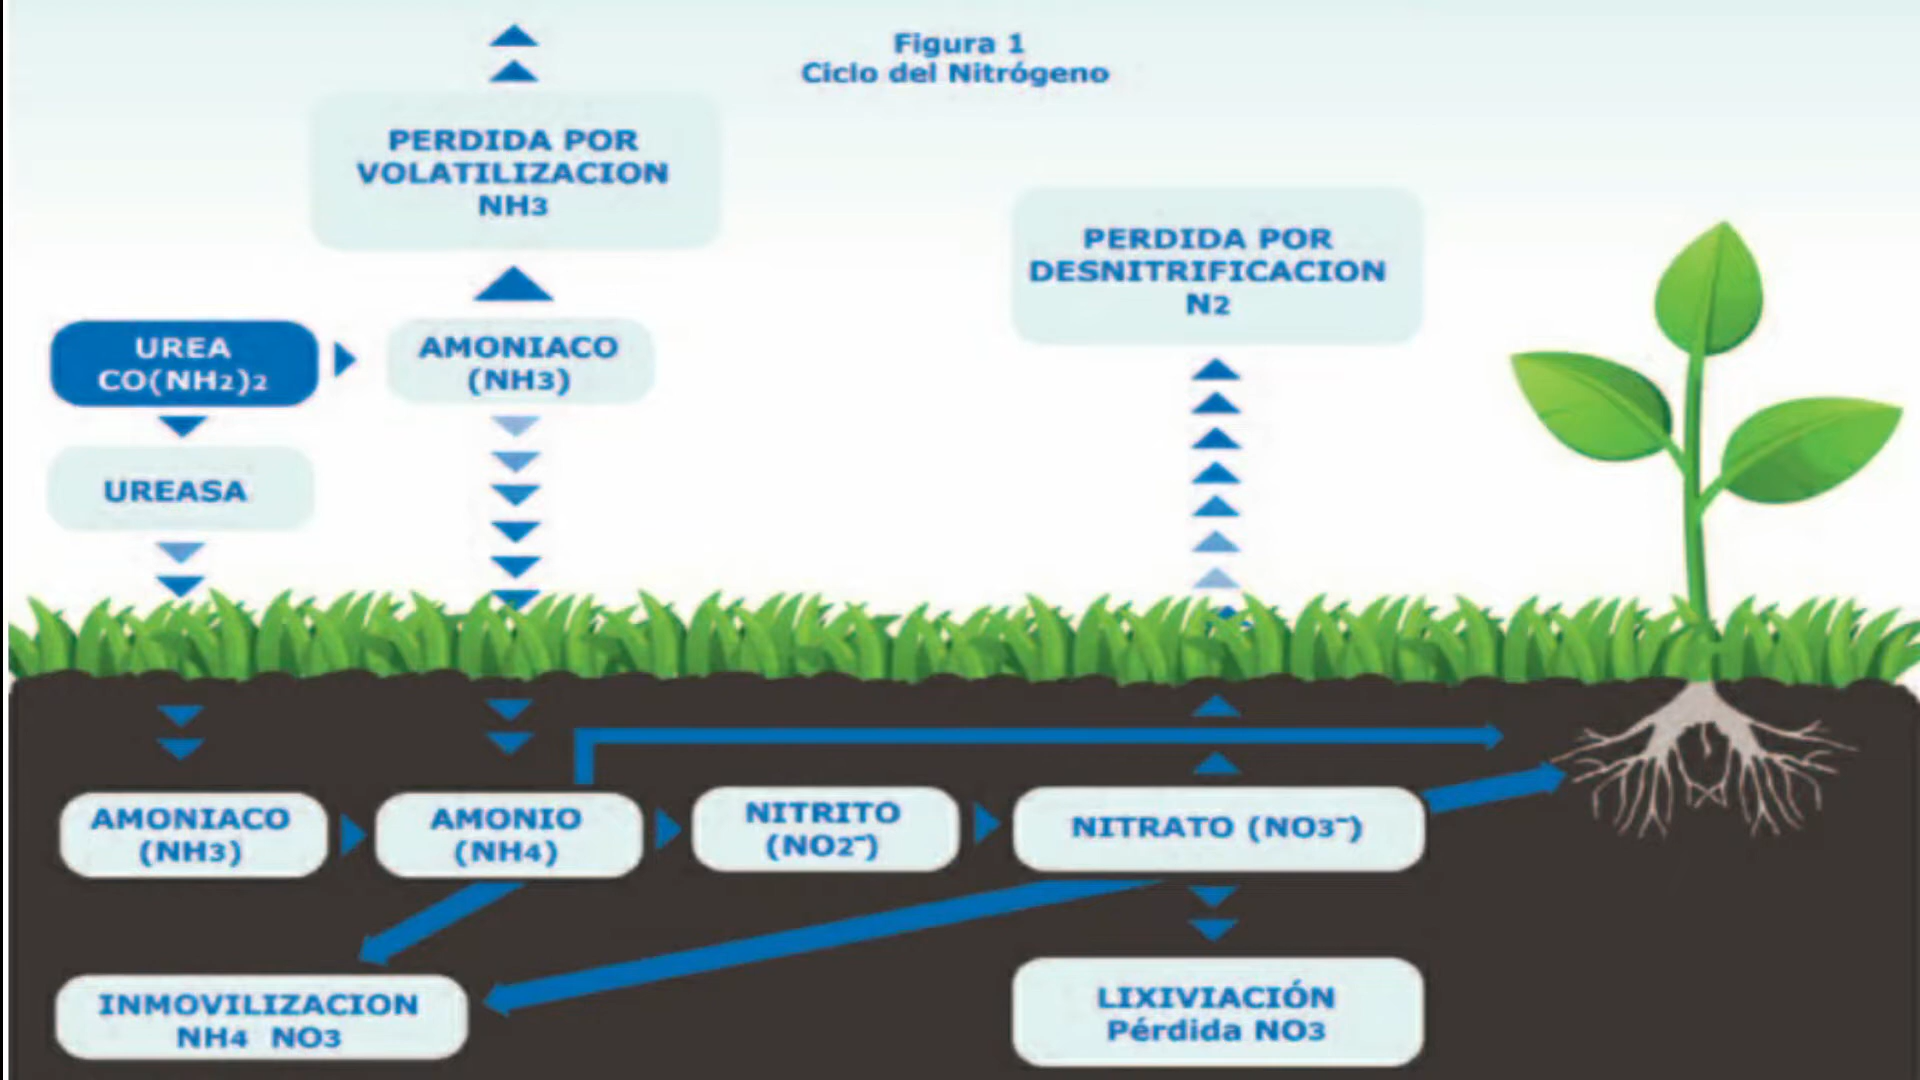 Figura 1
Ciclo del Nitrógeno
PERDIDA POR
VOLATILIZACION
NH3
PERDIDA POR
DESNITRIFICACION
N2
UREA
CO(NH2)2
AMONIACO
(NH3)
UREASA
AMONIACO
(NH3)
AMONIO
(NH4)
NITRITO
(NO2⁻)
NITRATO (NO3⁻)
INMOVILIZACION
NH4 NO3
LIXIVIACIÓN
Pérdida NO3